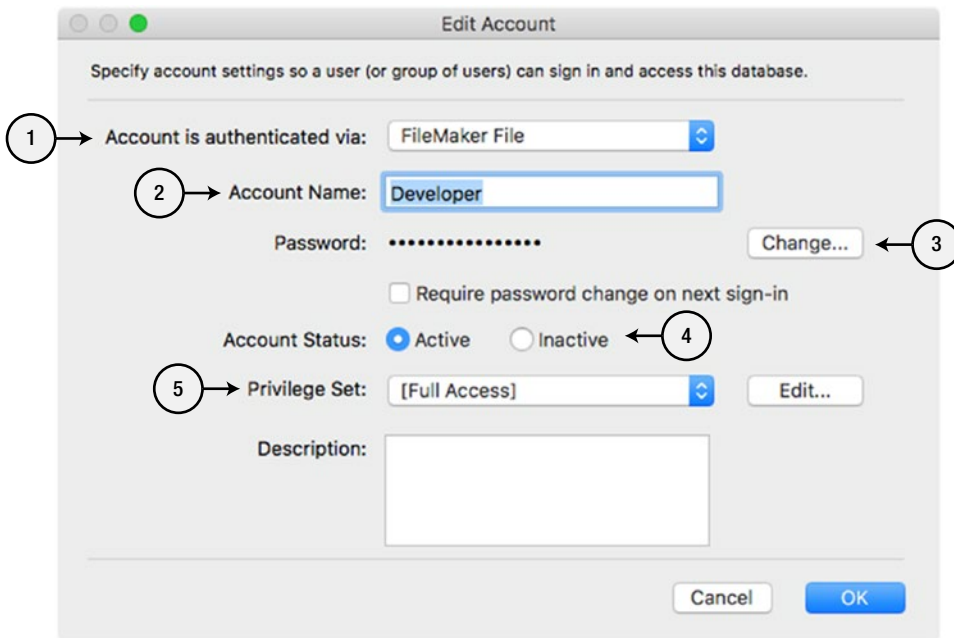 Edit Account
Specify account settings so a user (or group of users) can sign in and access this database.
1 Account is authenticated via: FileMaker File
2 Account Name: Developer
Password: •••••••••••••••• Change... 3
Require password change on next sign-in
Account Status: Active Inactive 4
5 Privilege Set: [Full Access] Edit...
Description:
Cancel OK